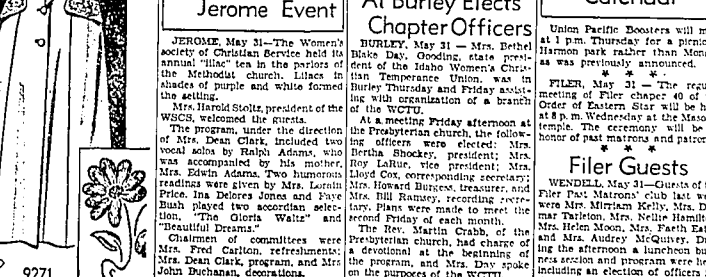 9271
Jerome Event
JEROME, May 31—The Women's
society of Christian Service held its
annual "lilac" tea in the parlors of
the Methodist church. Lilacs in
shades of purple and white formed
the setting.
Mrs. Harold Stoltz, president of the
WSCS, welcomed the guests.
The program, under the direction
of Mrs. Dean Clark, included two
vocal solos by Ralph Adams, who
was accompanied by his mother,
Mrs. Edwin Adams. Two humorous
readings were given by Mrs. Lorain
Price. Ina Delores Jones and Faye
Bush played two accordian selec-
tion, "The Gloria Waltz" and
"Beautiful Dreams."
Chairmen of committees were
Mrs. Fred Carlton, refreshments;
Mrs. Dean Clark, program, and Mrs.
John Buchanan, decorations.
At Burley Elects
Chapter Officers
BURLEY, May 31 — Mrs. Bethel
Blake Day, Gooding, state presi-
dent of the Idaho Women's Chris-
tian Temperance Union, was in
Burley Thursday and Friday assist-
ing with organization of a branch
of the WCTU.
At a meeting Friday afternoon at
the Presbyterian church, the follow-
ing officers were elected: Mrs.
Bertha Shockey, president; Mrs.
Roy LaRue, vice president; Mrs.
Lloyd Cox, corresponding secretary;
Mrs. Howard Burgess, treasurer, and
Mrs. Bill Ramsey, recording secre-
tary. Plans were made to meet the
second Friday of each month.
The Rev. Martin Crabb, of the
Presbyterian church, had charge of
a devotional at the beginning of
the program, and Mrs. Day spoke
on the purposes of the WCTU.
Calendar
Union Pacific Boosters will m
at 1 p.m. Thursday for a picnic
Harmon park rather than Mon
as was previously announced.
* * *
FILER, May 31 — The regu
meeting of Filer chaper 40 of
Order of Eastern Star will be h
at 8 p. m. Wednesday at the Maso
temple. The ceremony will be
honor of past matrons and patron
* * *
Filer Guests
WENDELL, May 31—Guests of t
Filer Past Matrons' club last w
were Mrs. Mirriam Kelly, Mrs. D
mar Tarleton, Mrs. Nellie Hamilt
Mrs. Helen Moon, Mrs. Faeth Eat
and Mrs. Audrey McQuivey. Du
ing the afternoon a luncheon bu
ness session and program were he
including an election of officers